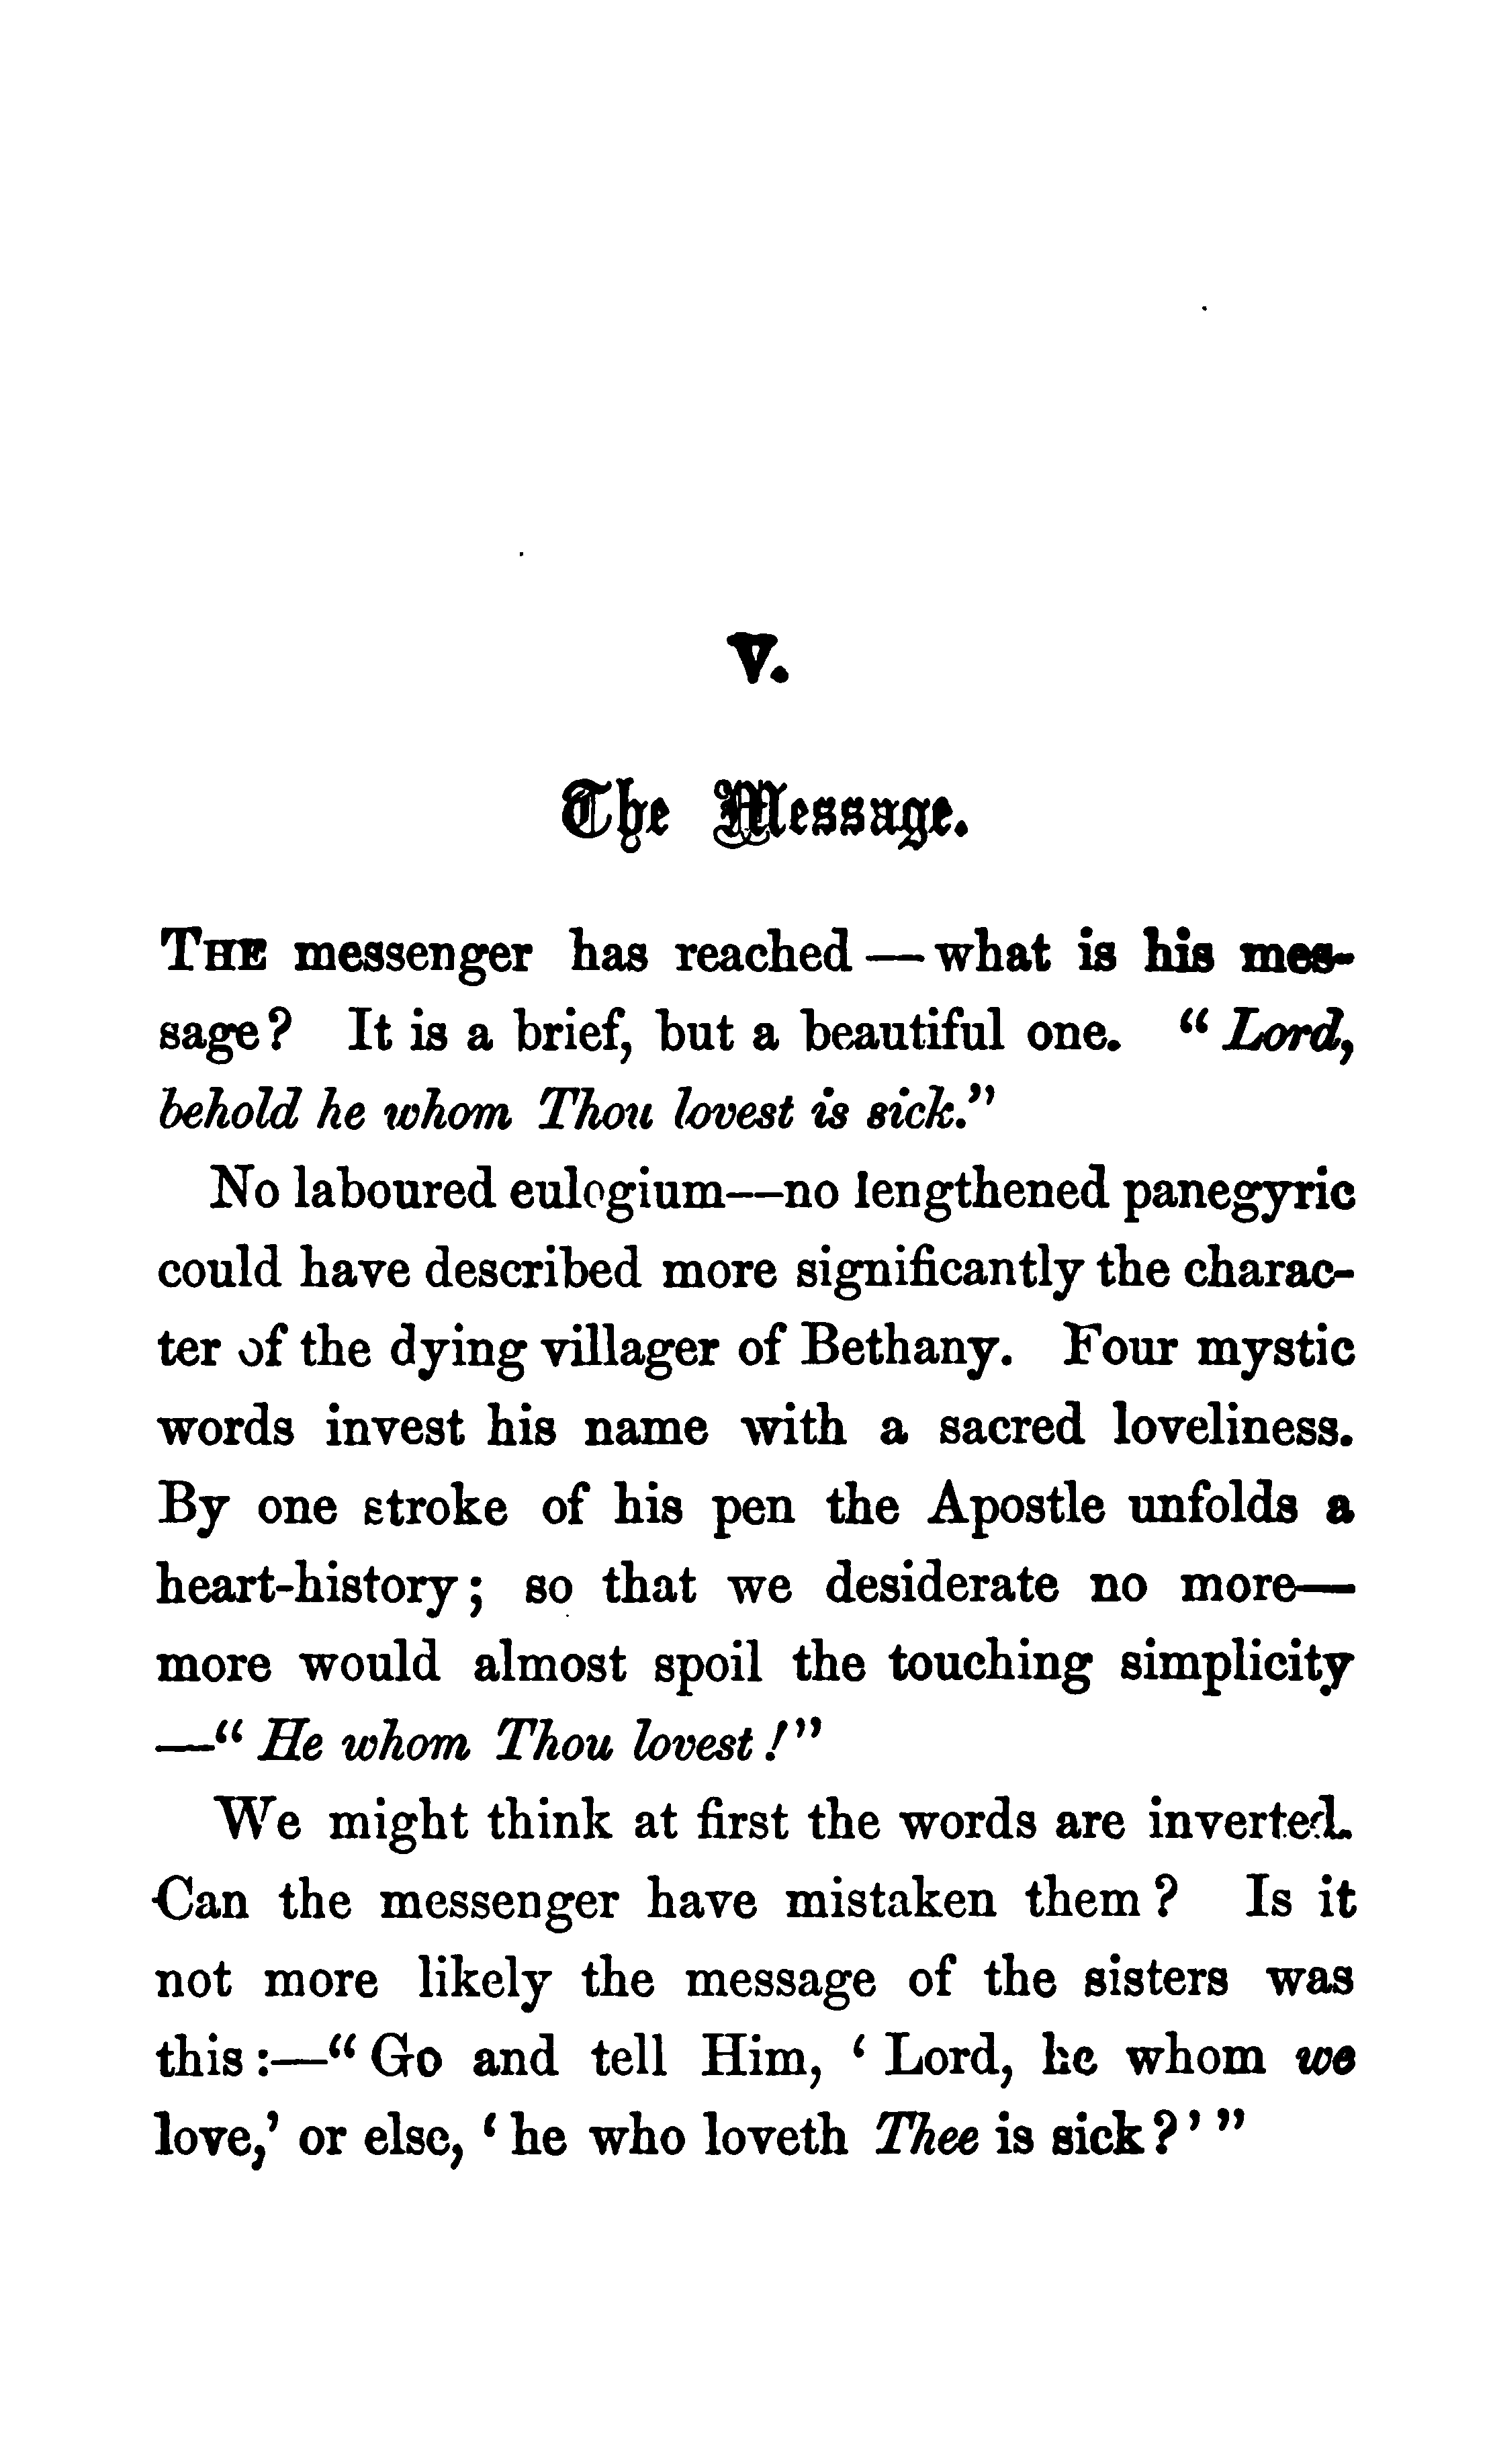 V.
The Message.
THE messenger has reached—what is his mes-
sage? It is a brief, but a beautiful one. “Lord,
behold he whom Thou lovest is sick.”
No laboured eulogium—no lengthened panegyric
could have described more significantly the charac-
ter of the dying villager of Bethany. Four mystic
words invest his name with a sacred loveliness.
By one stroke of his pen the Apostle unfolds a
heart-history; so that we desiderate no more—
more would almost spoil the touching simplicity
—“He whom Thou lovest!”
We might think at first the words are inverted.
Can the messenger have mistaken them? Is it
not more likely the message of the sisters was
this:—“Go and tell Him, ‘Lord, he whom we
love,’ or else, ‘he who loveth Thee is sick?’”